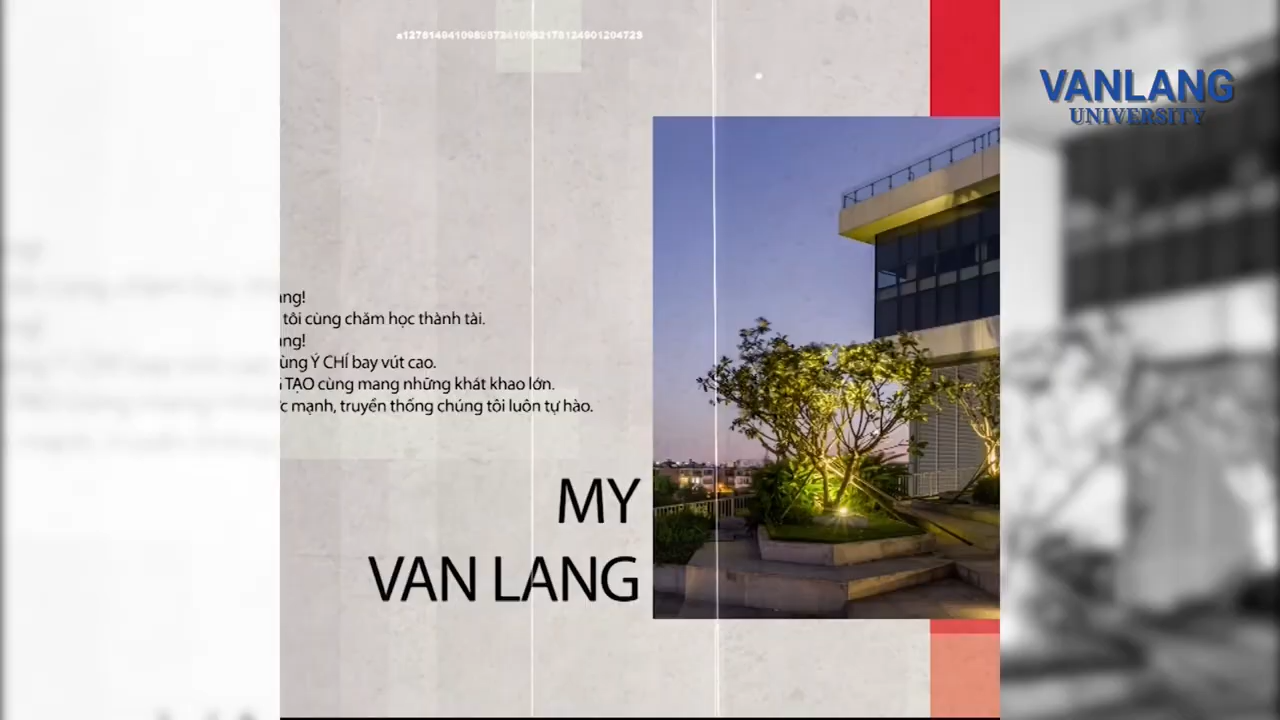 VANLANG
UNIVERSITY
ang!
tôi cùng chăm học thành tài.
ang!
cùng Ý CHÍ bay vút cao.
TẠO cùng mang những khát khao lớn.
mạnh, truyền thống chúng tôi luôn tự hào.
MY
VAN LANG